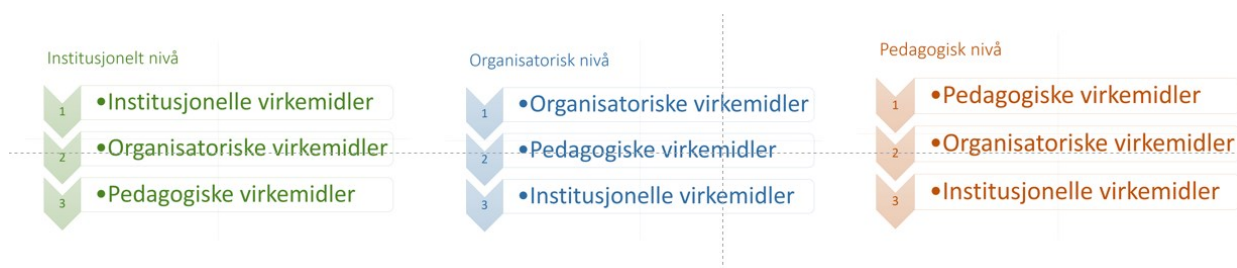 Institusjonelt nivå
1 •Institusjonelle virkemidler
2 •Organisatoriske virkemidler
3 •Pedagogiske virkemidler
Organisatorisk nivå
1 •Organisatoriske virkemidler
2 •Pedagogiske virkemidler
3 •Institusjonelle virkemidler
Pedagogisk nivå
1 •Pedagogiske virkemidler
2 •Organisatoriske virkemidler
3 •Institusjonelle virkemidler